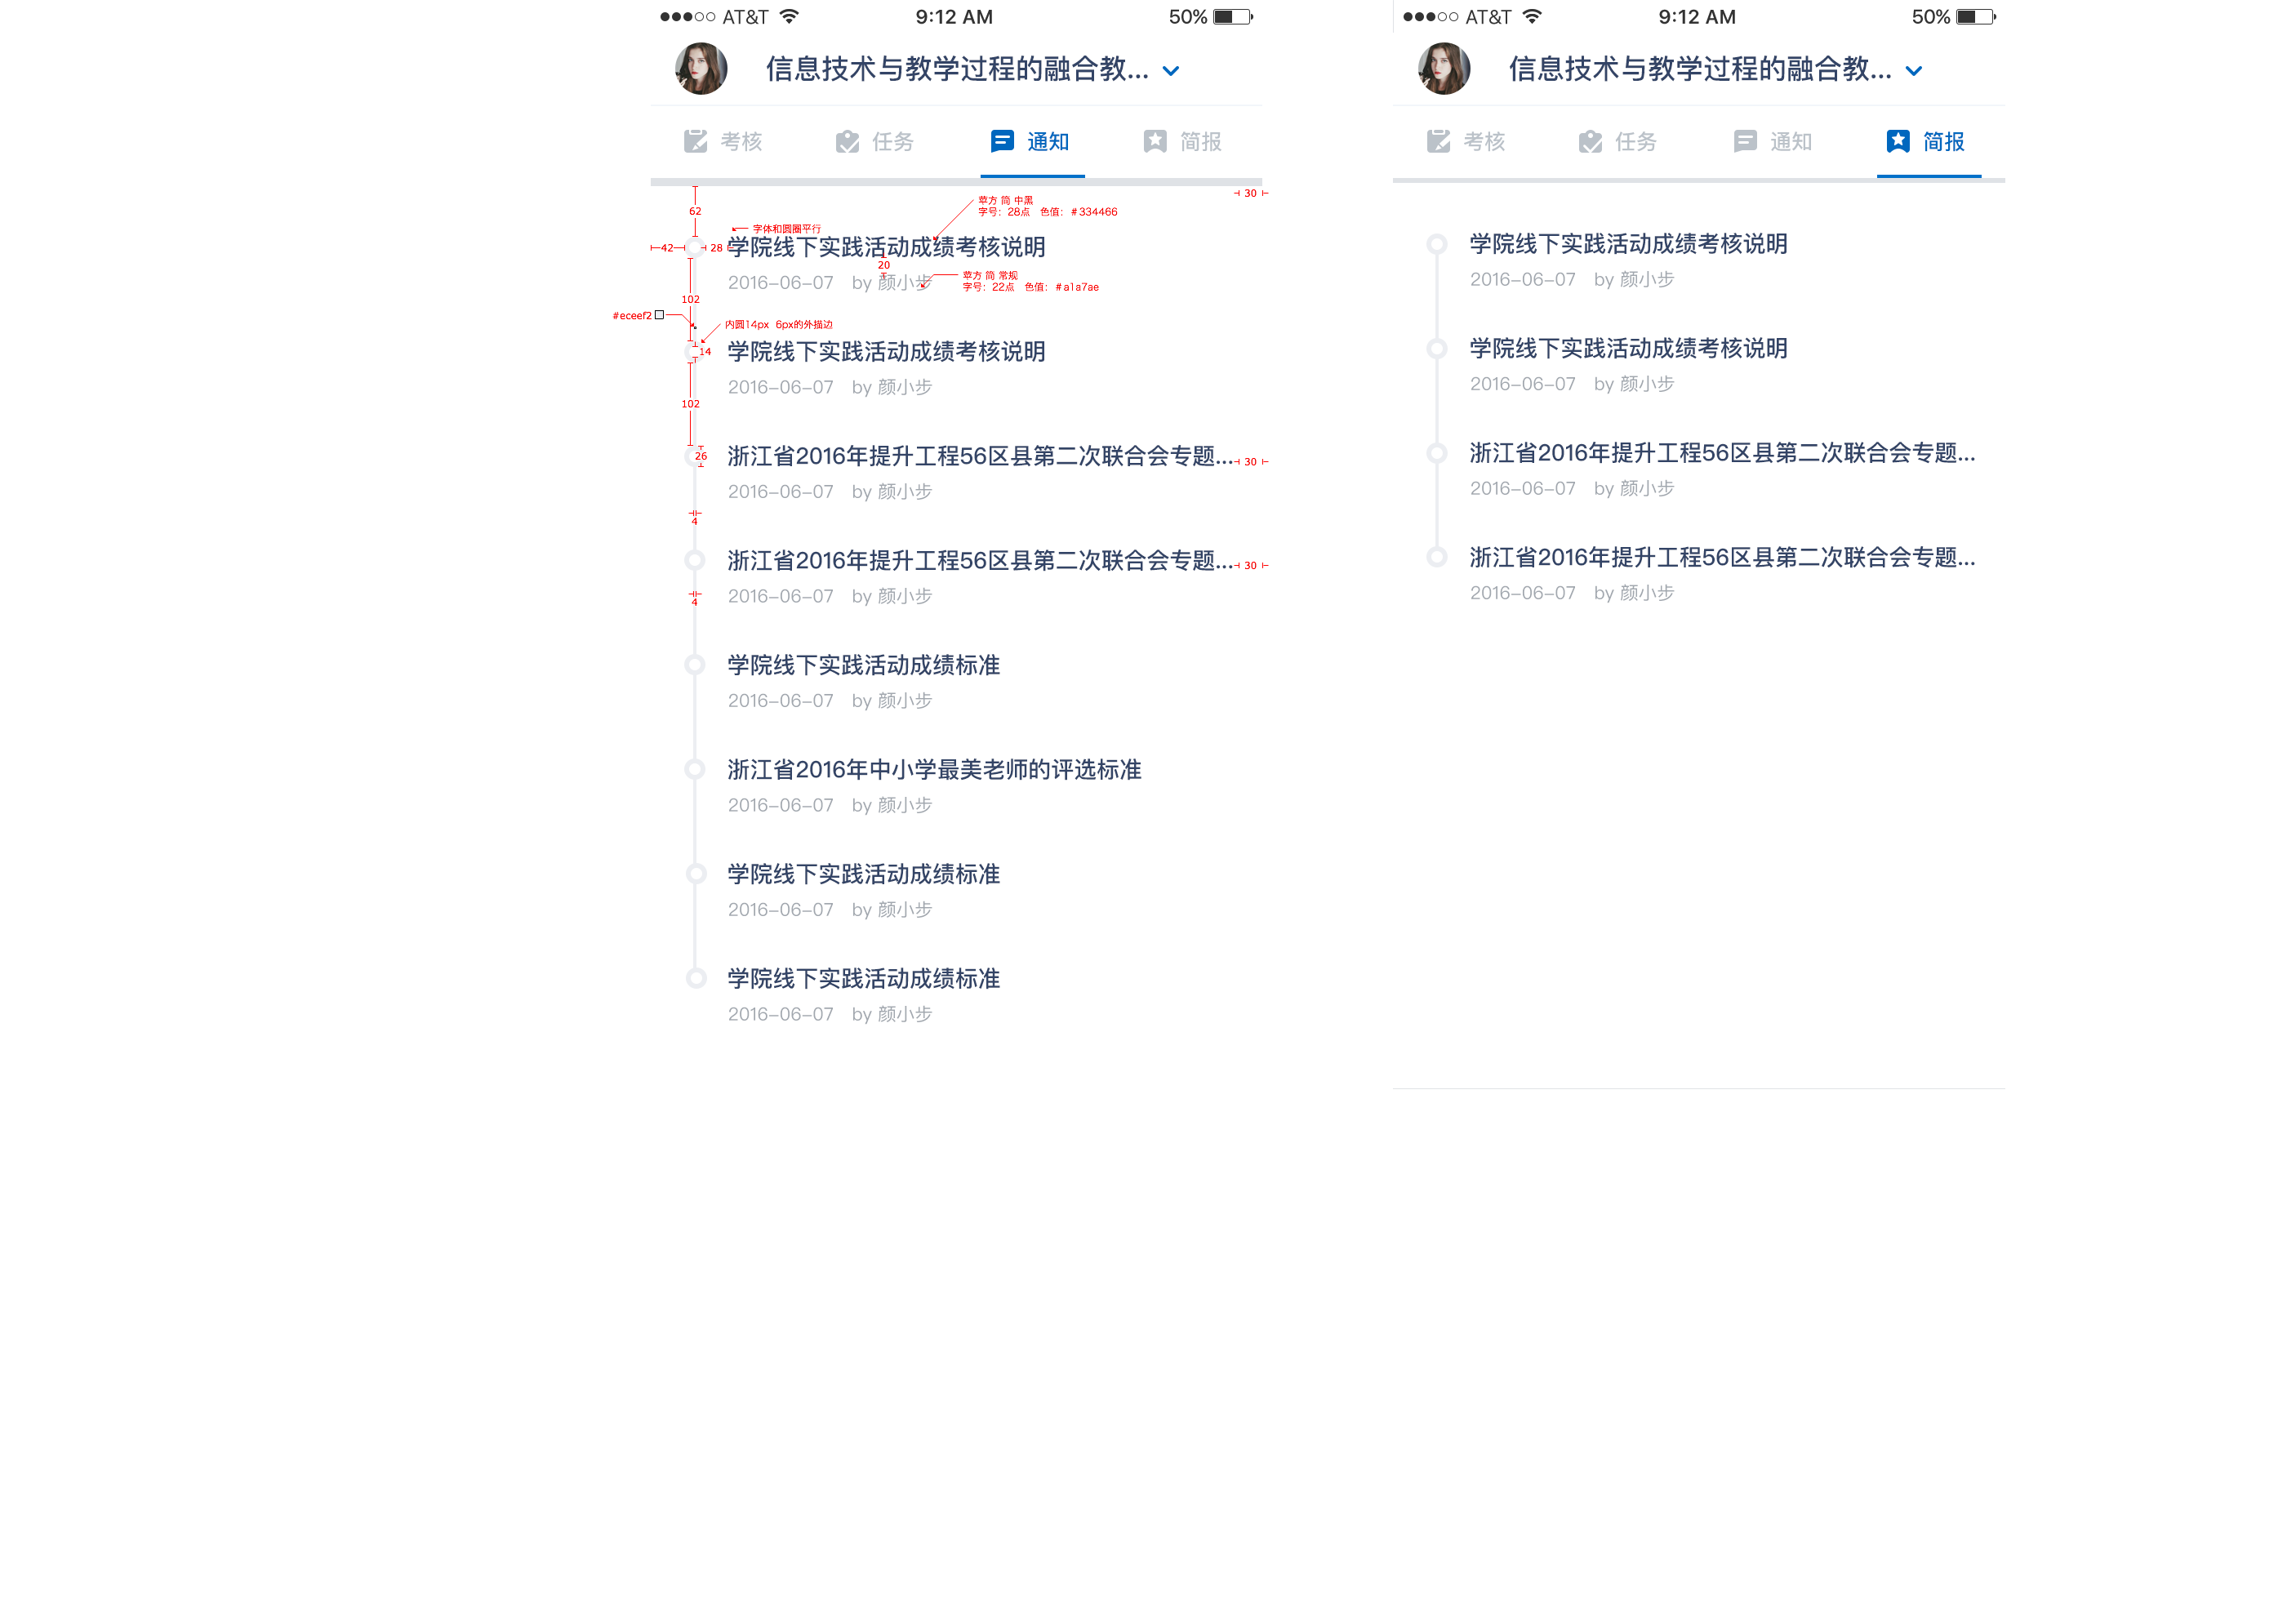 AT&T 9:12 AM 50%
信息技术与教学过程的融合教...
考核 任务 通知 简报
30
62
苹方 简 中黑
字号：28点 色值：#334466
字体和圆圈平行
42 28
学院线下实践活动成绩考核说明
20
苹方 简 常规
字号：22点 色值：#a1a7ae
2016-06-07 by 颜小步
102
#eceef2
内圆14px 6px的外描边
14
学院线下实践活动成绩考核说明
2016-06-07 by 颜小步
102
26
浙江省2016年提升工程56区县第二次联合会专题...
30
2016-06-07 by 颜小步
4
浙江省2016年提升工程56区县第二次联合会专题...
30
2016-06-07 by 颜小步
4
学院线下实践活动成绩标准
2016-06-07 by 颜小步
浙江省2016年中小学最美老师的评选标准
2016-06-07 by 颜小步
学院线下实践活动成绩标准
2016-06-07 by 颜小步
学院线下实践活动成绩标准
2016-06-07 by 颜小步
AT&T 9:12 AM 50%
信息技术与教学过程的融合教...
考核 任务 通知 简报
学院线下实践活动成绩考核说明
2016-06-07 by 颜小步
学院线下实践活动成绩考核说明
2016-06-07 by 颜小步
浙江省2016年提升工程56区县第二次联合会专题...
2016-06-07 by 颜小步
浙江省2016年提升工程56区县第二次联合会专题...
2016-06-07 by 颜小步